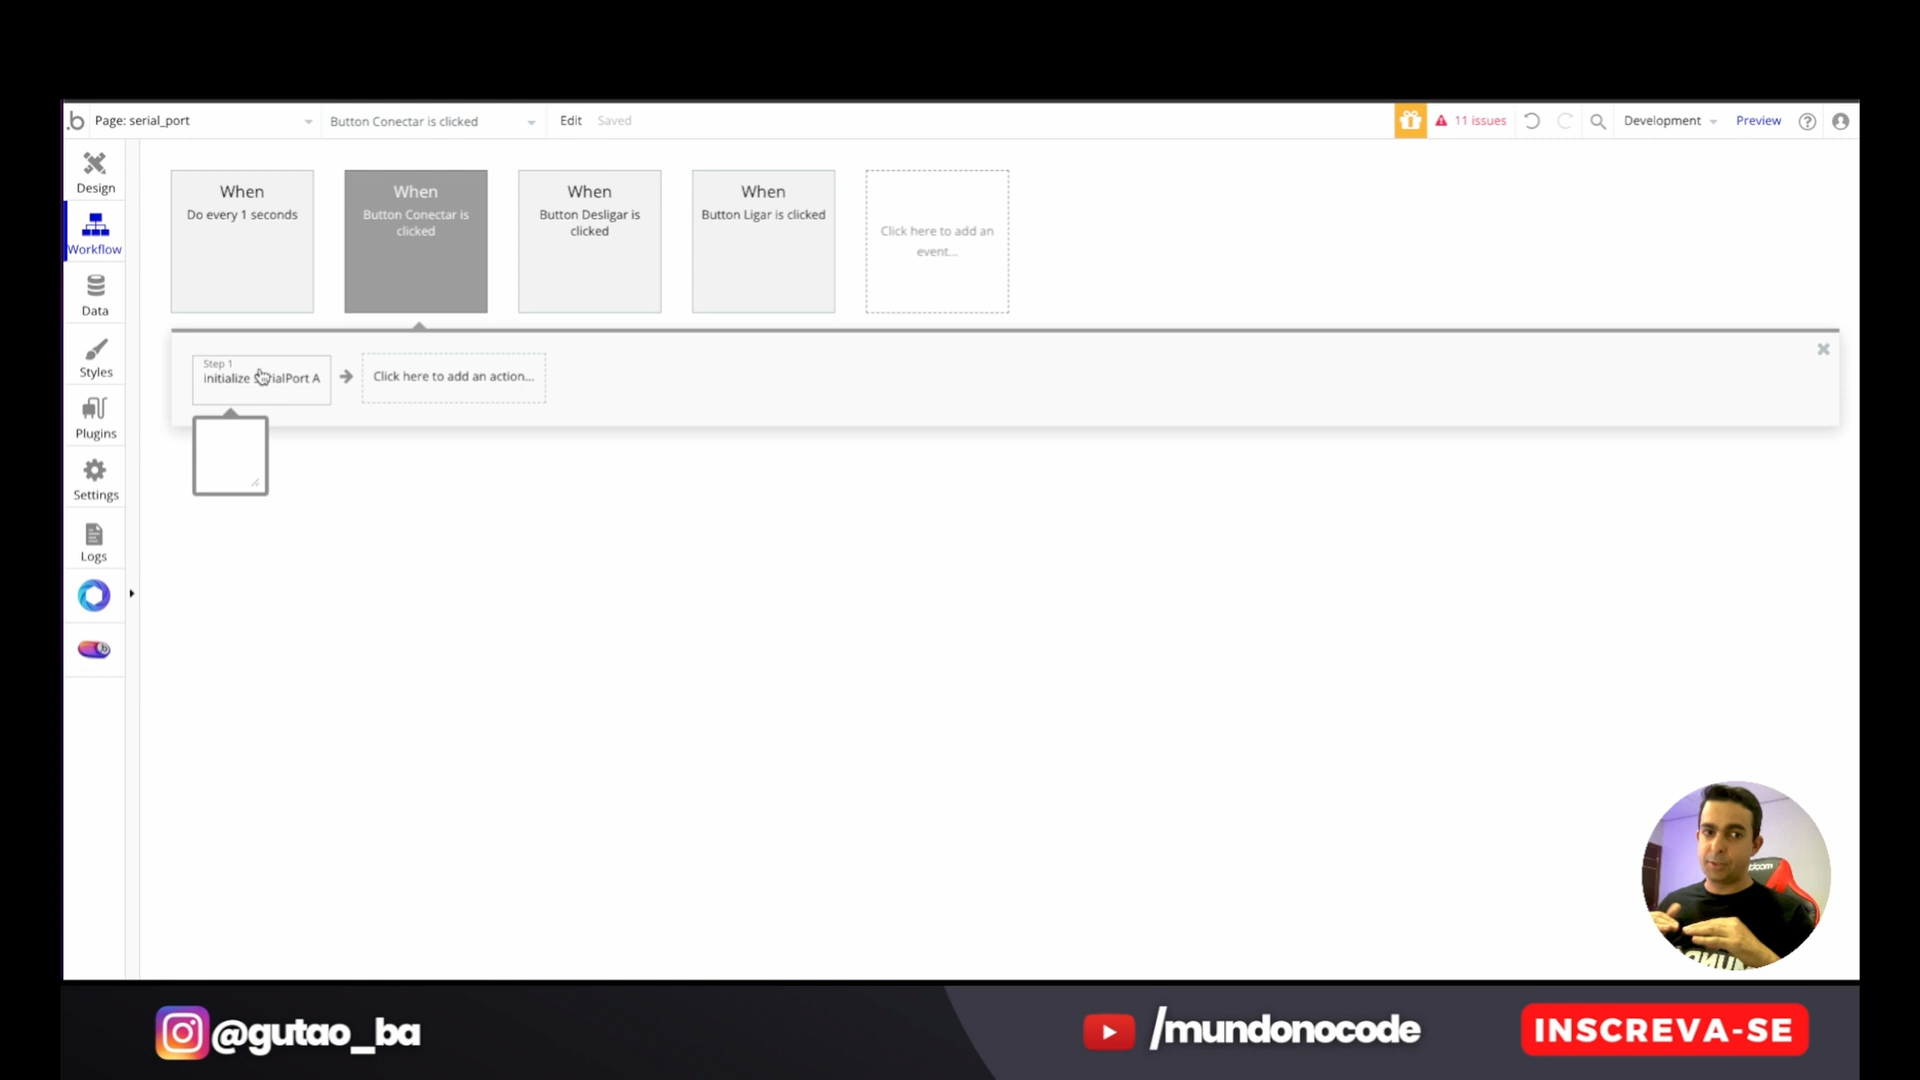 .b Page: serial_port
Button Conectar is clicked
Edit
Saved
11 issues
Development
Preview
?
Design
Workflow
Data
Styles
Plugins
Settings
Logs
When
Do every 1 seconds
When
Button Conectar is
clicked
When
Button Desligar is
clicked
When
Button Ligar is clicked
Click here to add an
event...
Step 1
Initialize SerialPort A
Click here to add an action...
@gutao_ba
/mundonocode
INSCREVA-SE